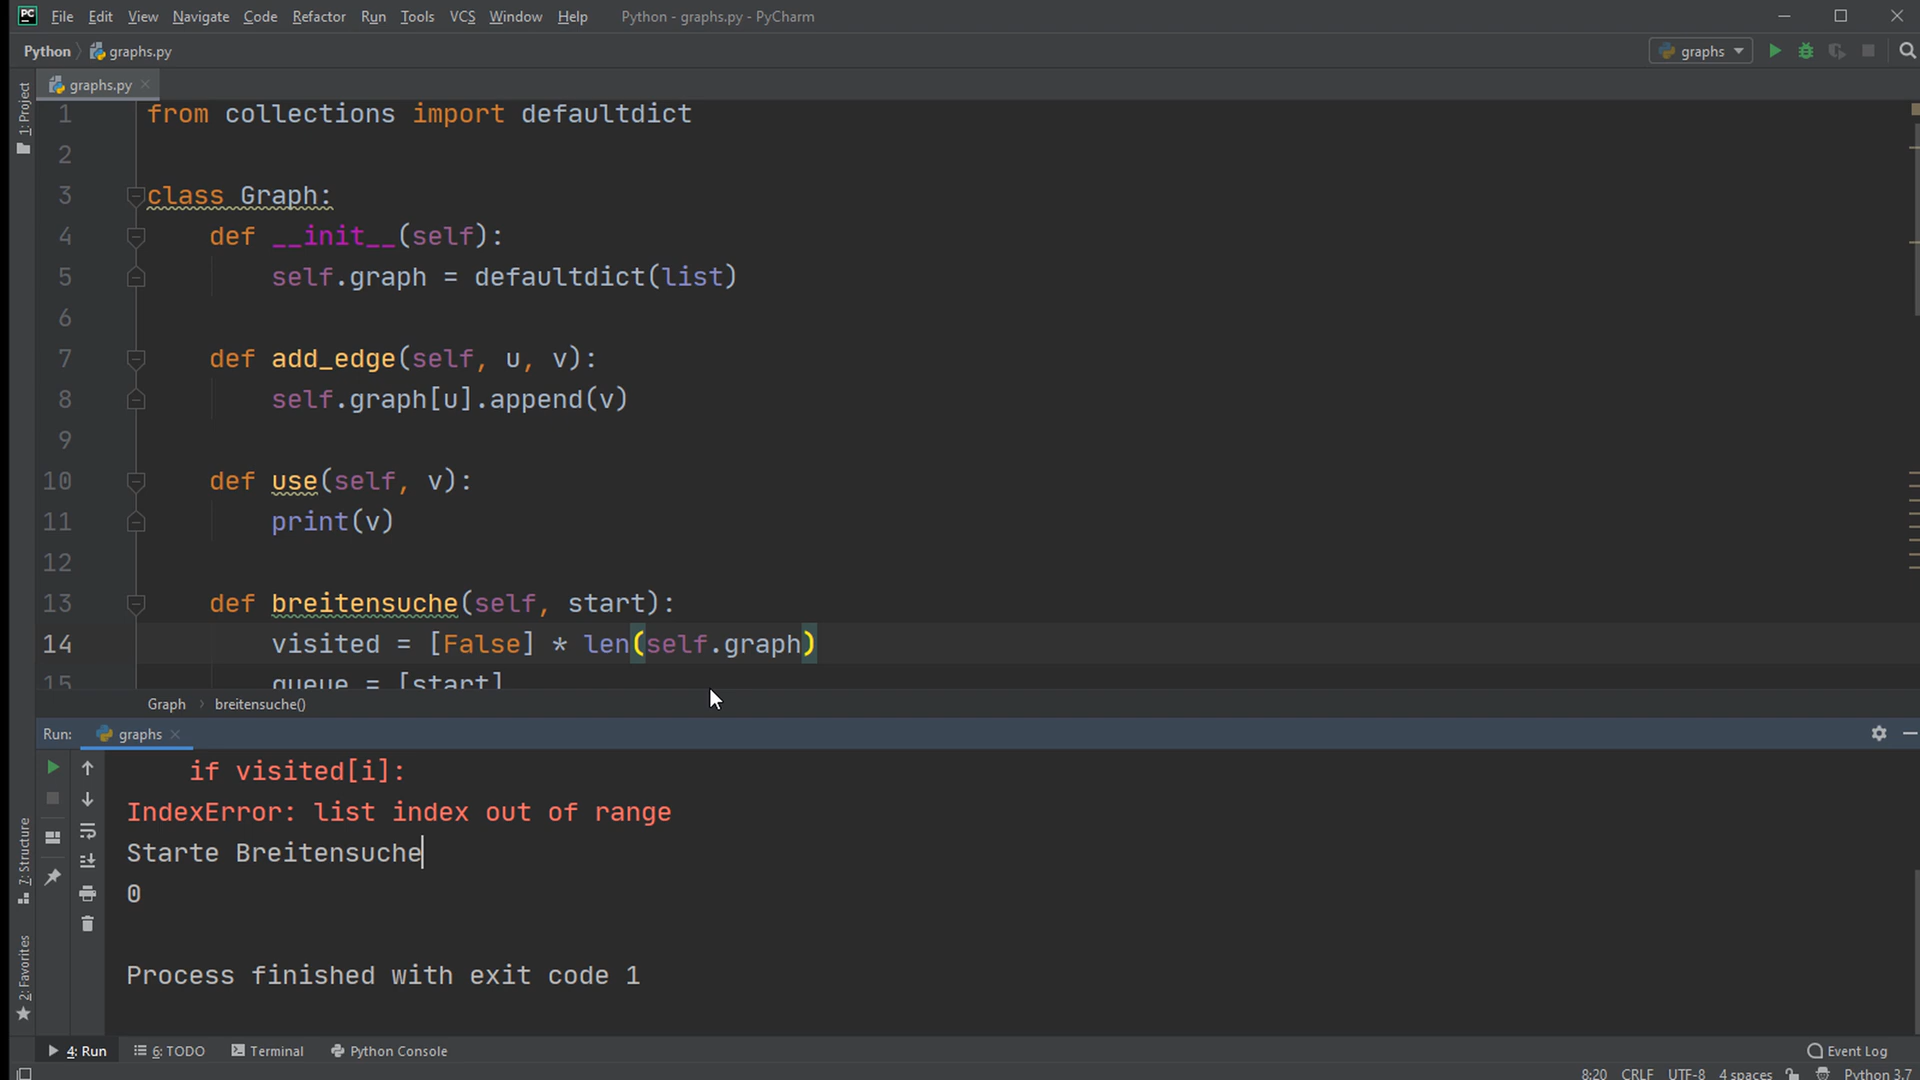 PC File Edit View Navigate Code Refactor Run Tools VCS Window Help Python - graphs.py - PyCharm
Python graphs.py graphs
1: Project
graphs.py
1 from collections import defaultdict
2
3 class Graph:
4 def __init__(self):
5 self.graph = defaultdict(list)
6
7 def add_edge(self, u, v):
8 self.graph[u].append(v)
9
10 def use(self, v):
11 print(v)
12
13 def breitensuche(self, start):
14 visited = [False] * len(self.graph)
15 queue = [start]
Graph breitensuche()
Run: graphs
if visited[i]:
IndexError: list index out of range
Starte Breitensuche
0
Process finished with exit code 1
7: Structure
2: Favorites
4: Run 6: TODO Terminal Python Console Event Log
8:20 CRLF UTF-8 4 spaces Python 3.7